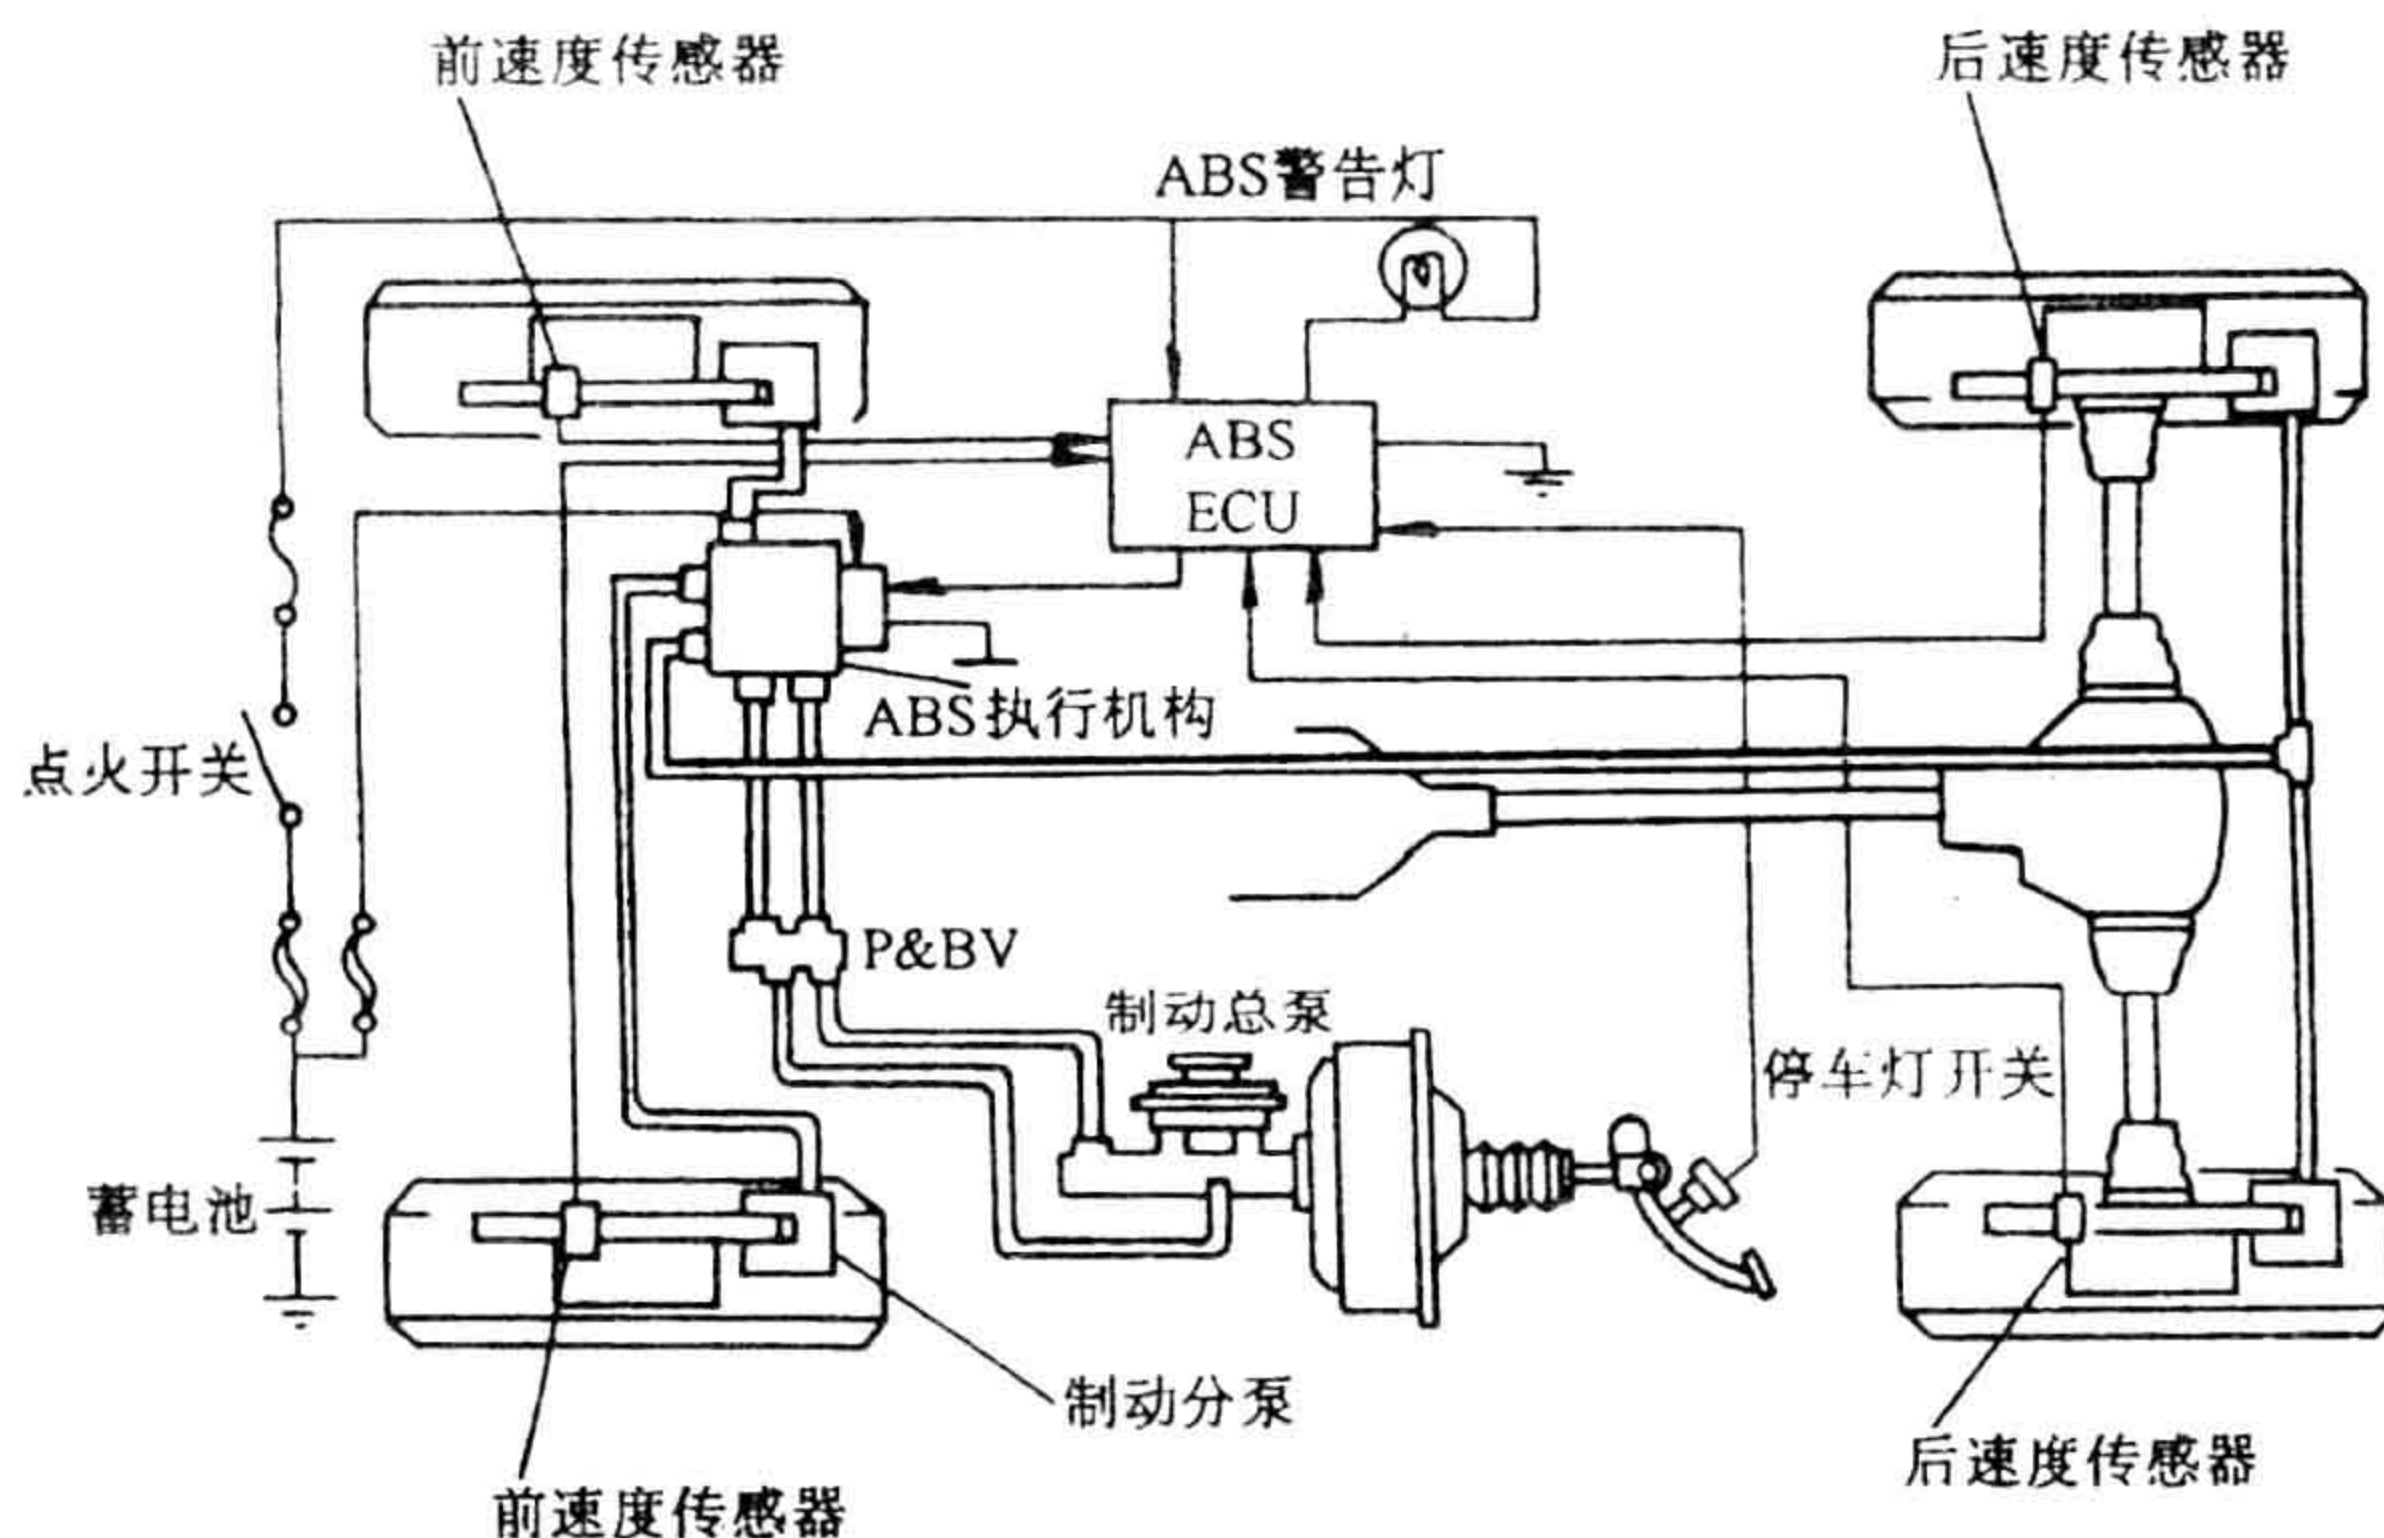 前速度传感器
后速度传感器
ABS警告灯
ABS
ECU
ABS执行机构
点火开关
P&BV
制动总泵
停车灯开关
蓄电池
制动分泵
后速度传感器
前速度传感器